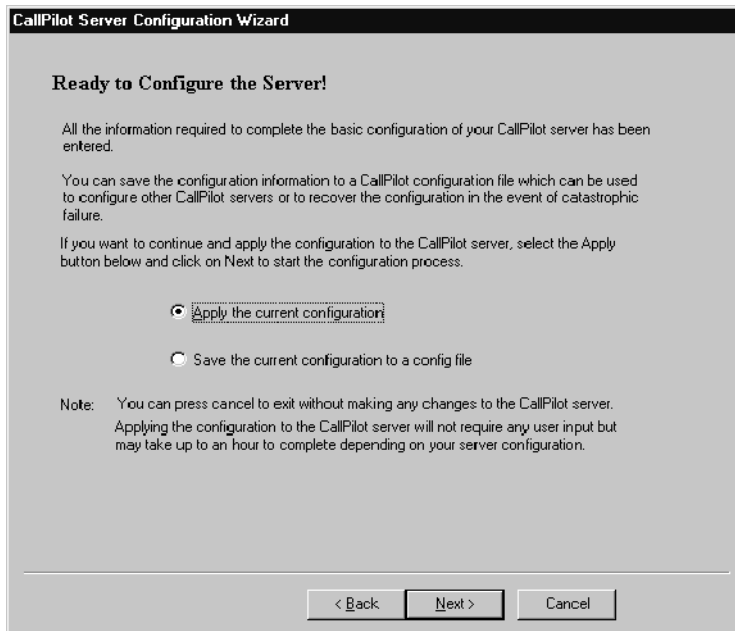 CallPilot Server Configuration Wizard
Ready to Configure the Server!
All the information required to complete the basic configuration of your CallPilot server has been
entered.
You can save the configuration information to a CallPilot configuration file which can be used
to configure other CallPilot servers or to recover the configuration in the event of catastrophic
failure.
If you want to continue and apply the configuration to the CallPilot server, select the Apply
button below and click on Next to start the configuration process.
Apply the current configuration
Save the current configuration to a config file
Note: You can press cancel to exit without making any changes to the CallPilot server.
Applying the configuration to the CallPilot server will not require any user input but
may take up to an hour to complete depending on your server configuration.
< Back Next > Cancel